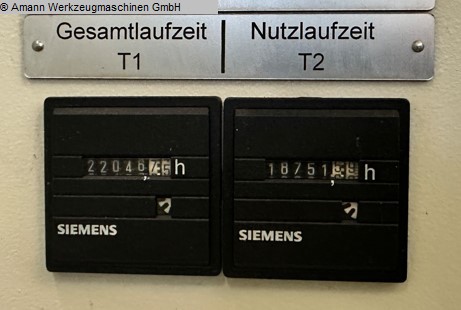 © Amann Werkzeugmaschinen GmbH
Gesamtlaufzeit Nutzlaufzeit
T1 T2
22046, h 18751, h
SIEMENS SIEMENS